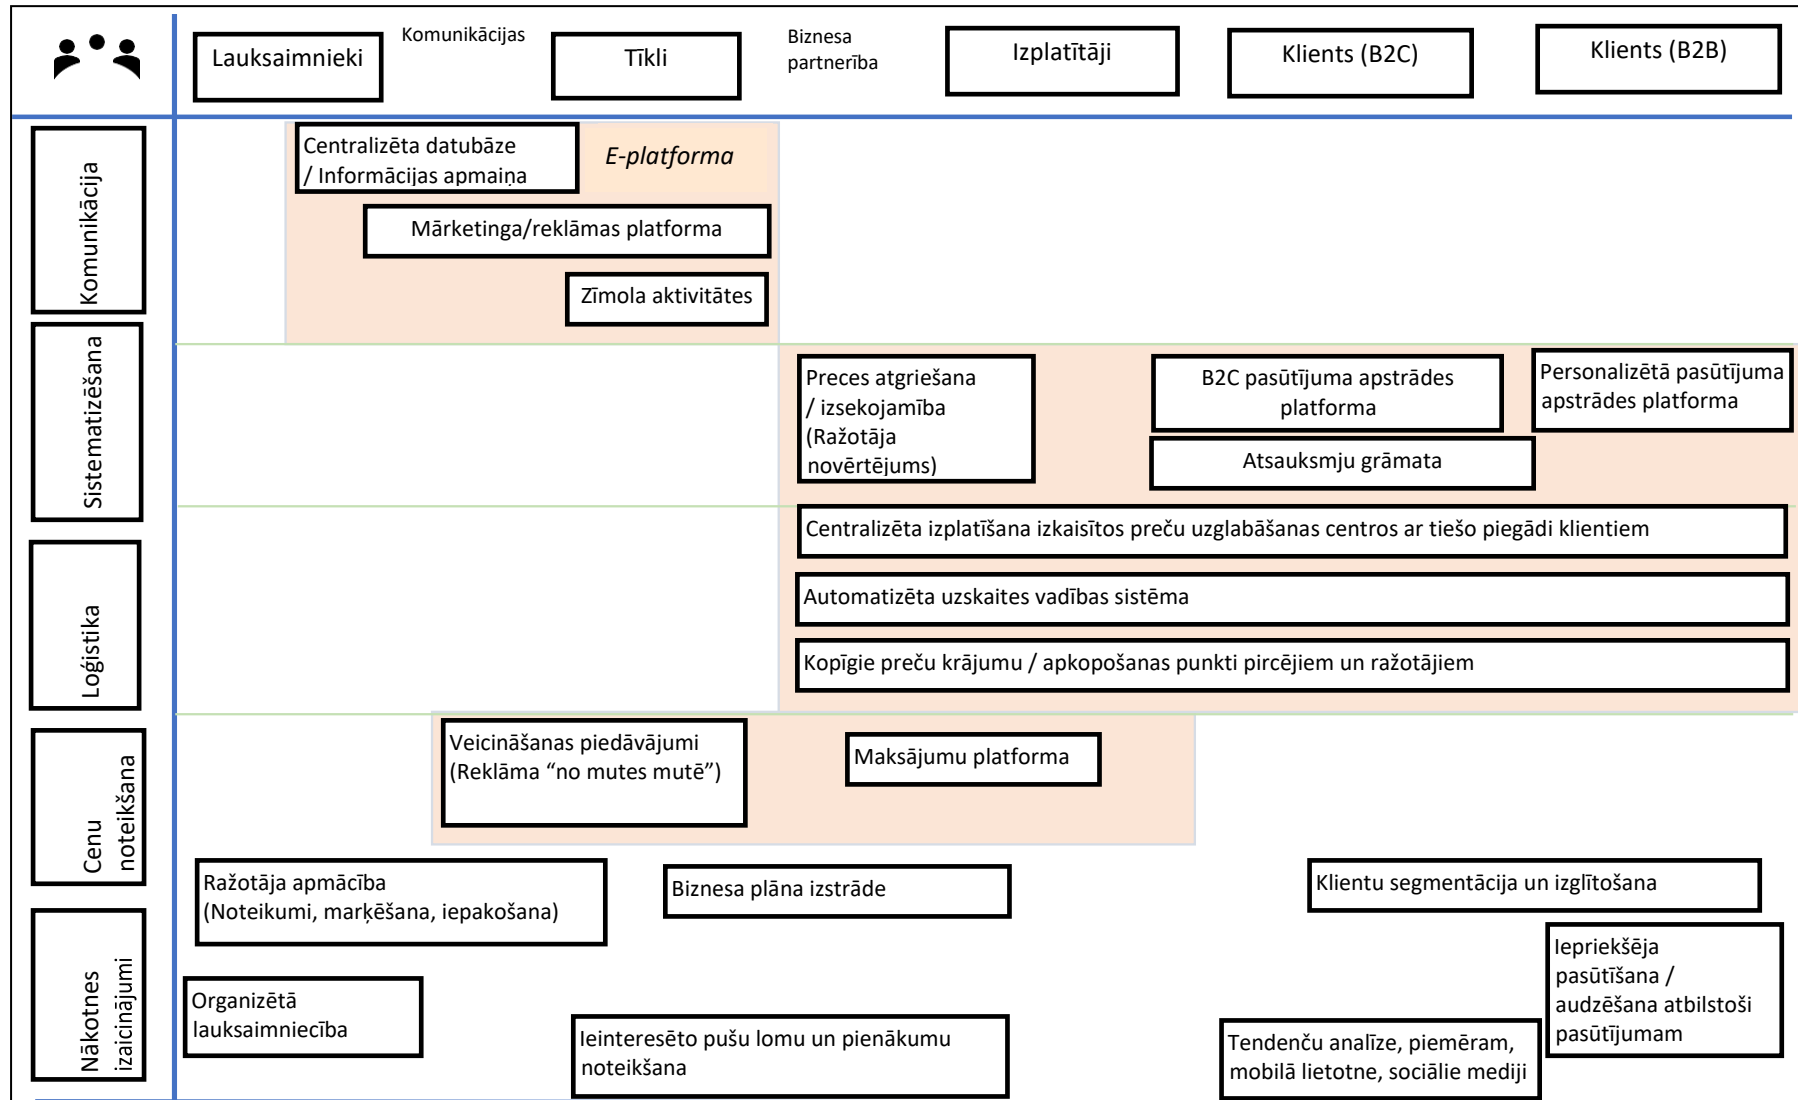 Lauksaimnieki
Komunikācijas
Tīkli
Biznesa
partnerība
Izplatītāji
Klients (B2C)
Klients (B2B)
Komunikācija
Centralizēta datubāze
/ Informācijas apmaiņa
E-platforma
Mārketinga/reklāmas platforma
Zīmola aktivitātes
Sistematizēšana
Preces atgriešana
/ izsekojamība
(Ražotāja
novērtējums)
B2C pasūtījuma apstrādes
platforma
Personalizētā pasūtījuma
apstrādes platforma
Atsauksmju grāmata
Loģistika
Centralizēta izplatīšana izkaisītos preču uzglabāšanas centros ar tiešo piegādi klientiem
Automatizēta uzskaites vadības sistēma
Kopīgie preču krājumu / apkopošanas punkti pircējiem un ražotājiem
Cenu
noteikšana
Veicināšanas piedāvājumi
(Reklāma “no mutes mutē”)
Maksājumu platforma
Nākotnes
izaicinājumi
Ražotāja apmācība
(Noteikumi, marķēšana, iepakošana)
Biznesa plāna izstrāde
Klientu segmentācija un izglītošana
Organizētā
lauksaimniecība
Ieinteresēto pušu lomu un pienākumu
noteikšana
Tendenču analīze, piemēram,
mobilā lietotne, sociālie mediji
Iepriekšēja
pasūtīšana /
audzēšana atbilstoši
pasūtījumam